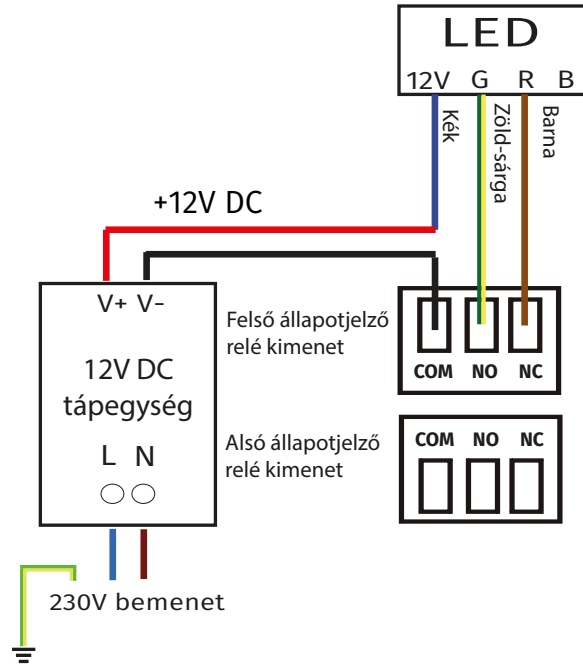 LED
12V G R B
Kék
Zöld-sárga
Barna
+12V DC
V+ V-
12V DC
tápegység
L N
Felső állapotjelző
relé kimenet
COM NO NC
Alsó állapotjelző
relé kimenet
COM NO NC
230V bemenet